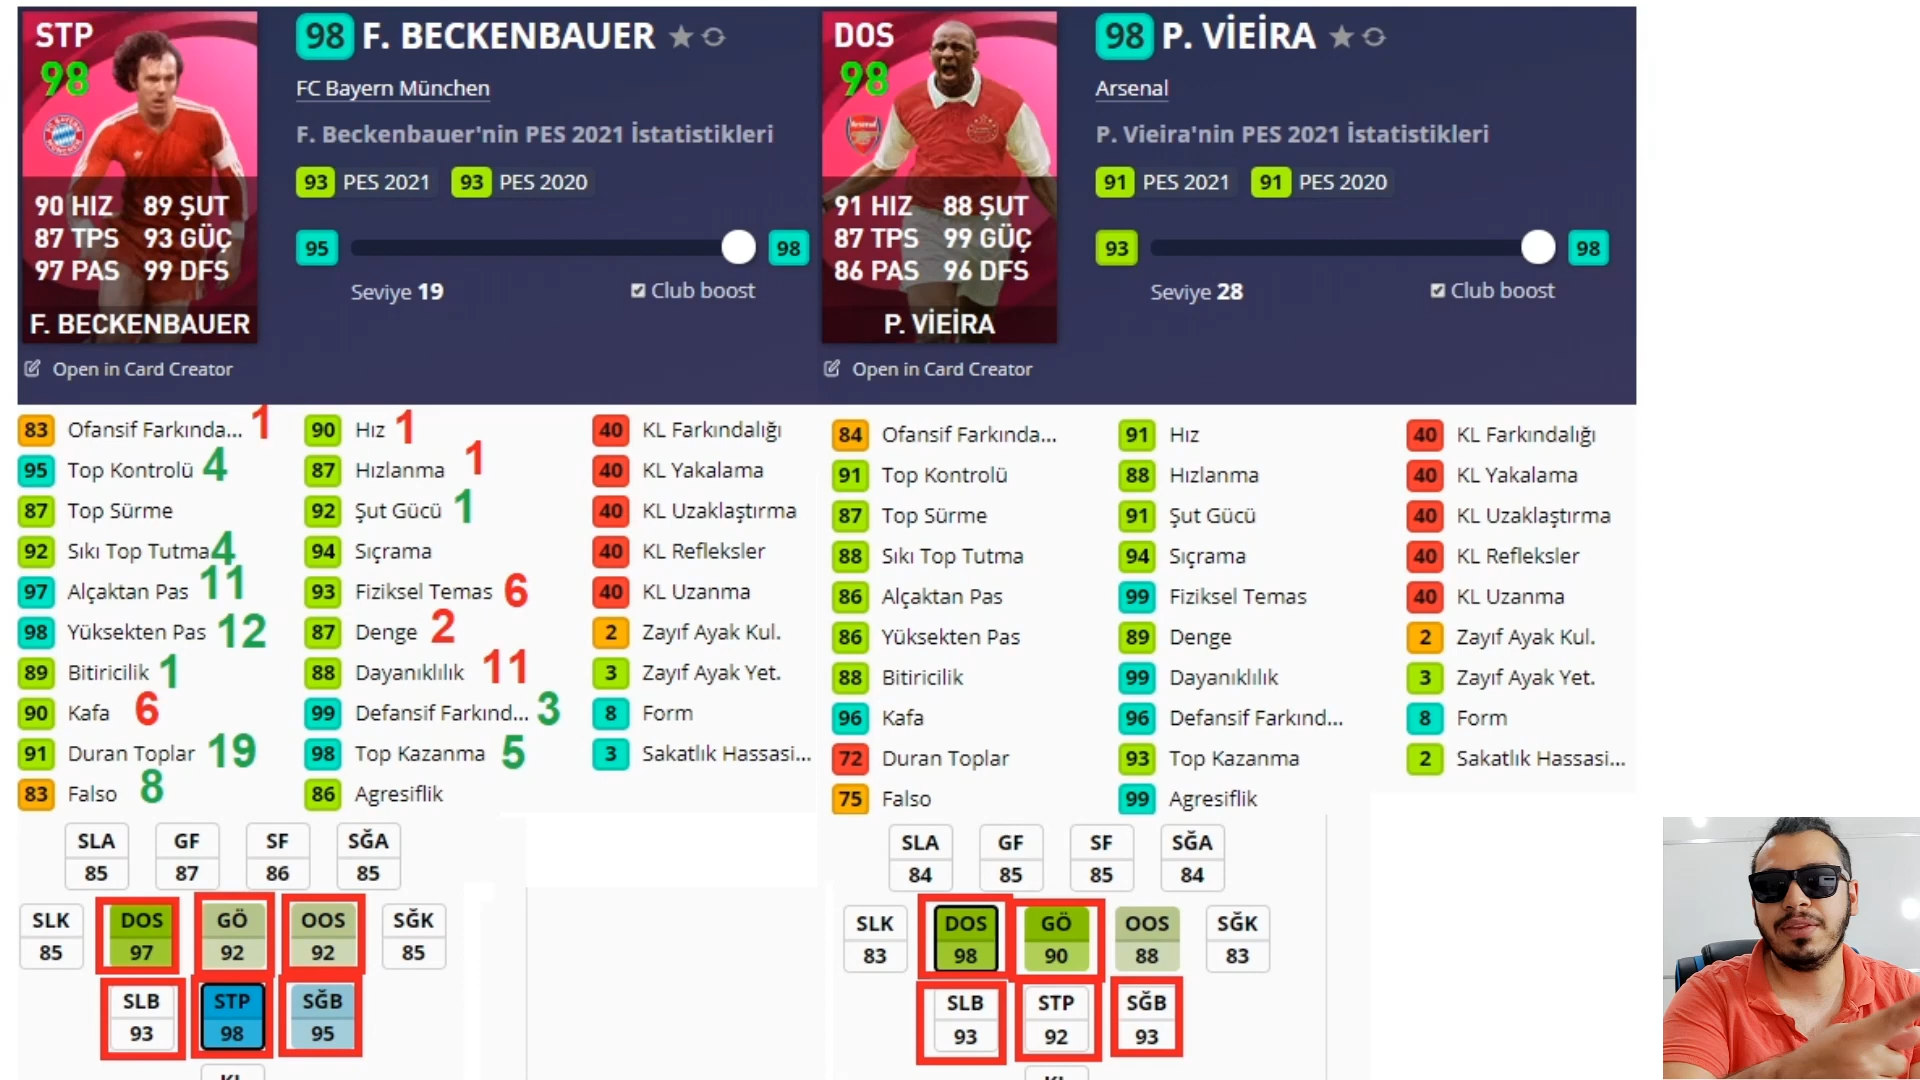 STP
98
90 HIZ 89 ŞUT
87 TPS 93 GÜÇ
97 PAS 99 DFS
F. BECKENBAUER
Open in Card Creator
98 F. BECKENBAUER
FC Bayern München
F. Beckenbauer'nin PES 2021 İstatistikleri
93 PES 2021 93 PES 2020
95 98
Seviye 19 Club boost
DOS
98
Arsenal
91 HIZ 88 ŞUT
87 TPS 99 GÜÇ
86 PAS 96 DFS
P. VİEİRA
Open in Card Creator
98 P. VİEİRA
Arsenal
P. Vieira'nin PES 2021 İstatistikleri
91 PES 2021 91 PES 2020
93 98
Seviye 28 Club boost
83 Ofansif Farkında... 1
95 Top Kontrolü 4
87 Top Sürme
92 Sıkı Top Tutma 4
97 Alçaktan Pas 11
98 Yüksekten Pas 12
89 Bitiricilik 1
90 Kafa 6
91 Duran Toplar 19
83 Falso 8
90 Hız 1
87 Hızlanma 1
92 Şut Gücü 1
94 Sıçrama
93 Fiziksel Temas 6
87 Denge 2
88 Dayanıklılık 11
99 Defansif Farkınd... 3
98 Top Kazanma 5
86 Agresiflik
40 KL Farkındalığı
40 KL Yakalama
40 KL Uzaklaştırma
40 KL Refleksler
40 KL Uzanma
2 Zayıf Ayak Kul.
3 Zayıf Ayak Yet.
8 Form
3 Sakatlık Hassasi...
84 Ofansif Farkında...
91 Top Kontrolü
87 Top Sürme
88 Sıkı Top Tutma
86 Alçaktan Pas
86 Yüksekten Pas
88 Bitiricilik
96 Kafa
72 Duran Toplar
75 Falso
91 Hız
88 Hızlanma
91 Şut Gücü
94 Sıçrama
99 Fiziksel Temas
89 Denge
99 Dayanıklılık
96 Defansif Farkınd...
93 Top Kazanma
99 Agresiflik
40 KL Farkındalığı
40 KL Yakalama
40 KL Uzaklaştırma
40 KL Refleksler
40 KL Uzanma
2 Zayıf Ayak Kul.
3 Zayıf Ayak Yet.
8 Form
2 Sakatlık Hassasi...
SLA GF SF SĞA
85 87 86 85
SLK DOS GÖ OOS SĞK
85 97 92 92 85
SLB STP SĞB
93 98 95
SLA GF SF SĞA
84 85 85 84
SLK DOS GÖ OOS SĞK
83 98 90 88 83
SLB STP SĞB
93 92 93